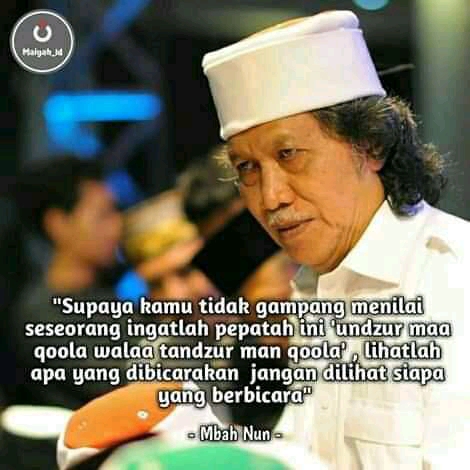 Maiyah_id
"Supaya kamu tidak gampang menilai
seseorang ingatlah pepatah ini 'undzur maa
qoola walaa tandzur man qoola' , lihatlah
apa yang dibicarakan jangan dilihat siapa
yang berbicara"
- Mbah Nun -